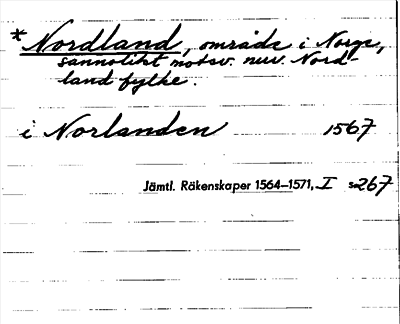 *Nordland, område i Norge,
sannolikt motsv. nuv. Nord-
land fylke.
i Norlanden 1567
Jämtl. Räkenskaper 1564–1571, I s 267